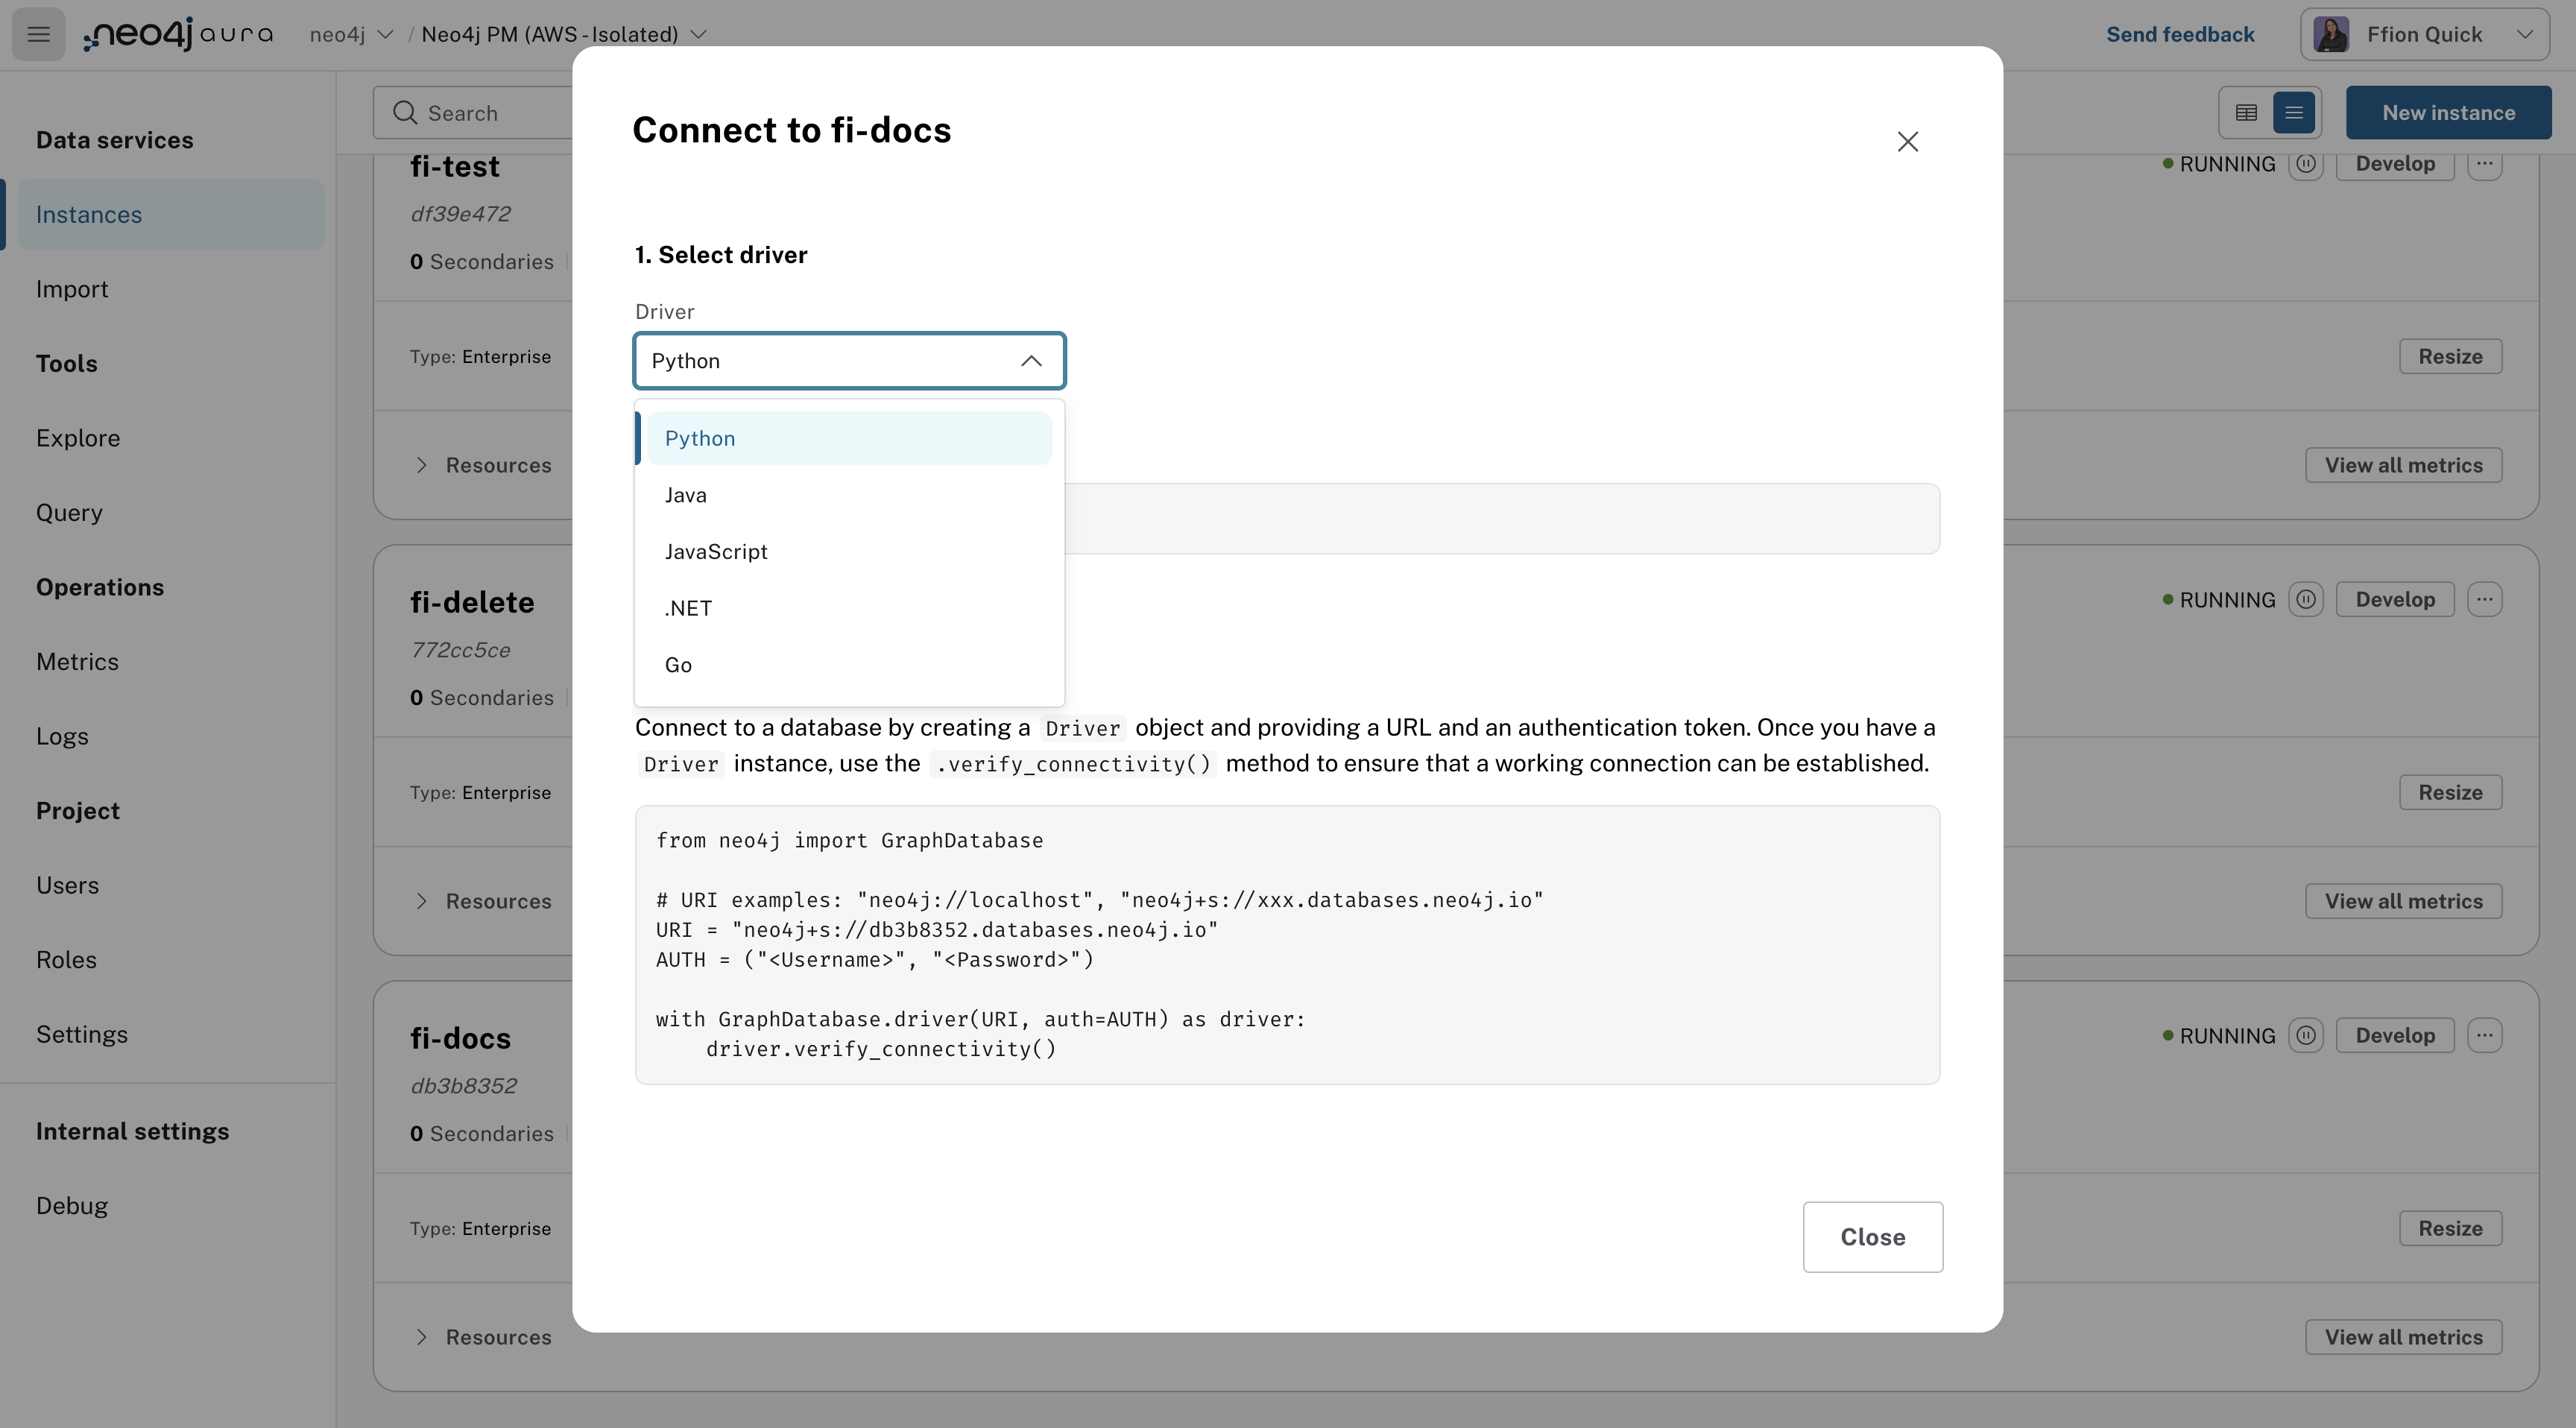 neo4j aura
neo4j
/
Neo4j PM (AWS - Isolated)
Send feedback
Ffion Quick
Data services
Instances
Import
Tools
Explore
Query
Operations
Metrics
Logs
Project
Users
Roles
Settings
Internal settings
Debug
Search
New instance
fi-test
df39e472
0 Secondaries
RUNNING
Develop
Type: Enterprise
Resize
Resources
View all metrics
fi-delete
772cc5ce
0 Secondaries
RUNNING
Develop
Type: Enterprise
Resize
Resources
View all metrics
fi-docs
db3b8352
0 Secondaries
RUNNING
Develop
Type: Enterprise
Resize
Resources
View all metrics
Connect to fi-docs
1. Select driver
Driver
Python
Python
Java
JavaScript
.NET
Go
Connect to a database by creating a Driver object and providing a URL and an authentication token. Once you have a
Driver instance, use the .verify_connectivity() method to ensure that a working connection can be established.
from neo4j import GraphDatabase
# URI examples: "neo4j://localhost", "neo4j+s://xxx.databases.neo4j.io"
URI = "neo4j+s://db3b8352.databases.neo4j.io"
AUTH = ("<Username>", "<Password>")
with GraphDatabase.driver(URI, auth=AUTH) as driver:
    driver.verify_connectivity()
Close